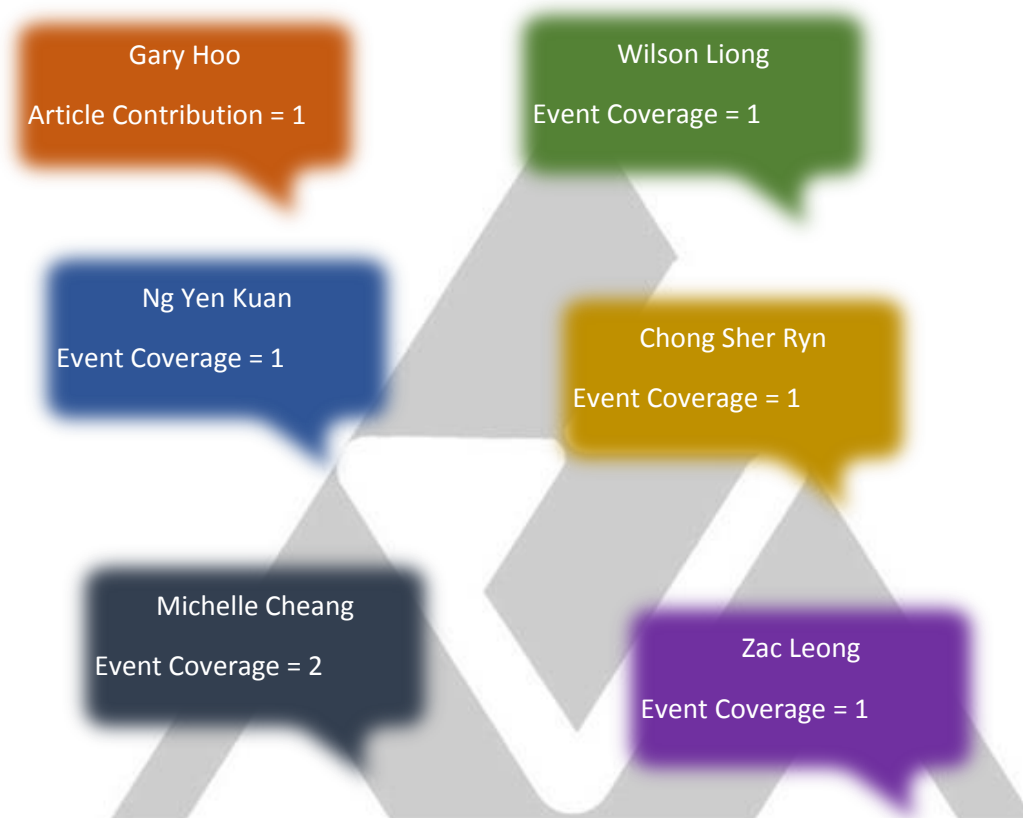 Gary Hoo
Article Contribution = 1
Wilson Liong
Event Coverage = 1
Ng Yen Kuan
Event Coverage = 1
Chong Sher Ryn
Event Coverage = 1
Michelle Cheang
Event Coverage = 2
Zac Leong
Event Coverage = 1